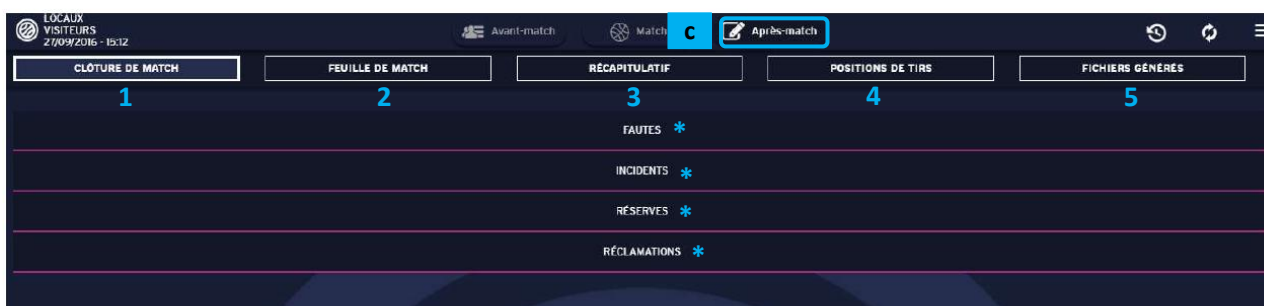 LOCAUX
VISITEURS
27/09/2016 - 15:12
Avant-match
Match
C
Après-match
CLÔTURE DE MATCH
FEUILLE DE MATCH
RÉCAPITULATIF
POSITIONS DE TIRS
FICHIERS GÉNÉRÉS
1
2
3
4
5
FAUTES *
INCIDENTS *
RÉSERVES *
RÉCLAMATIONS *